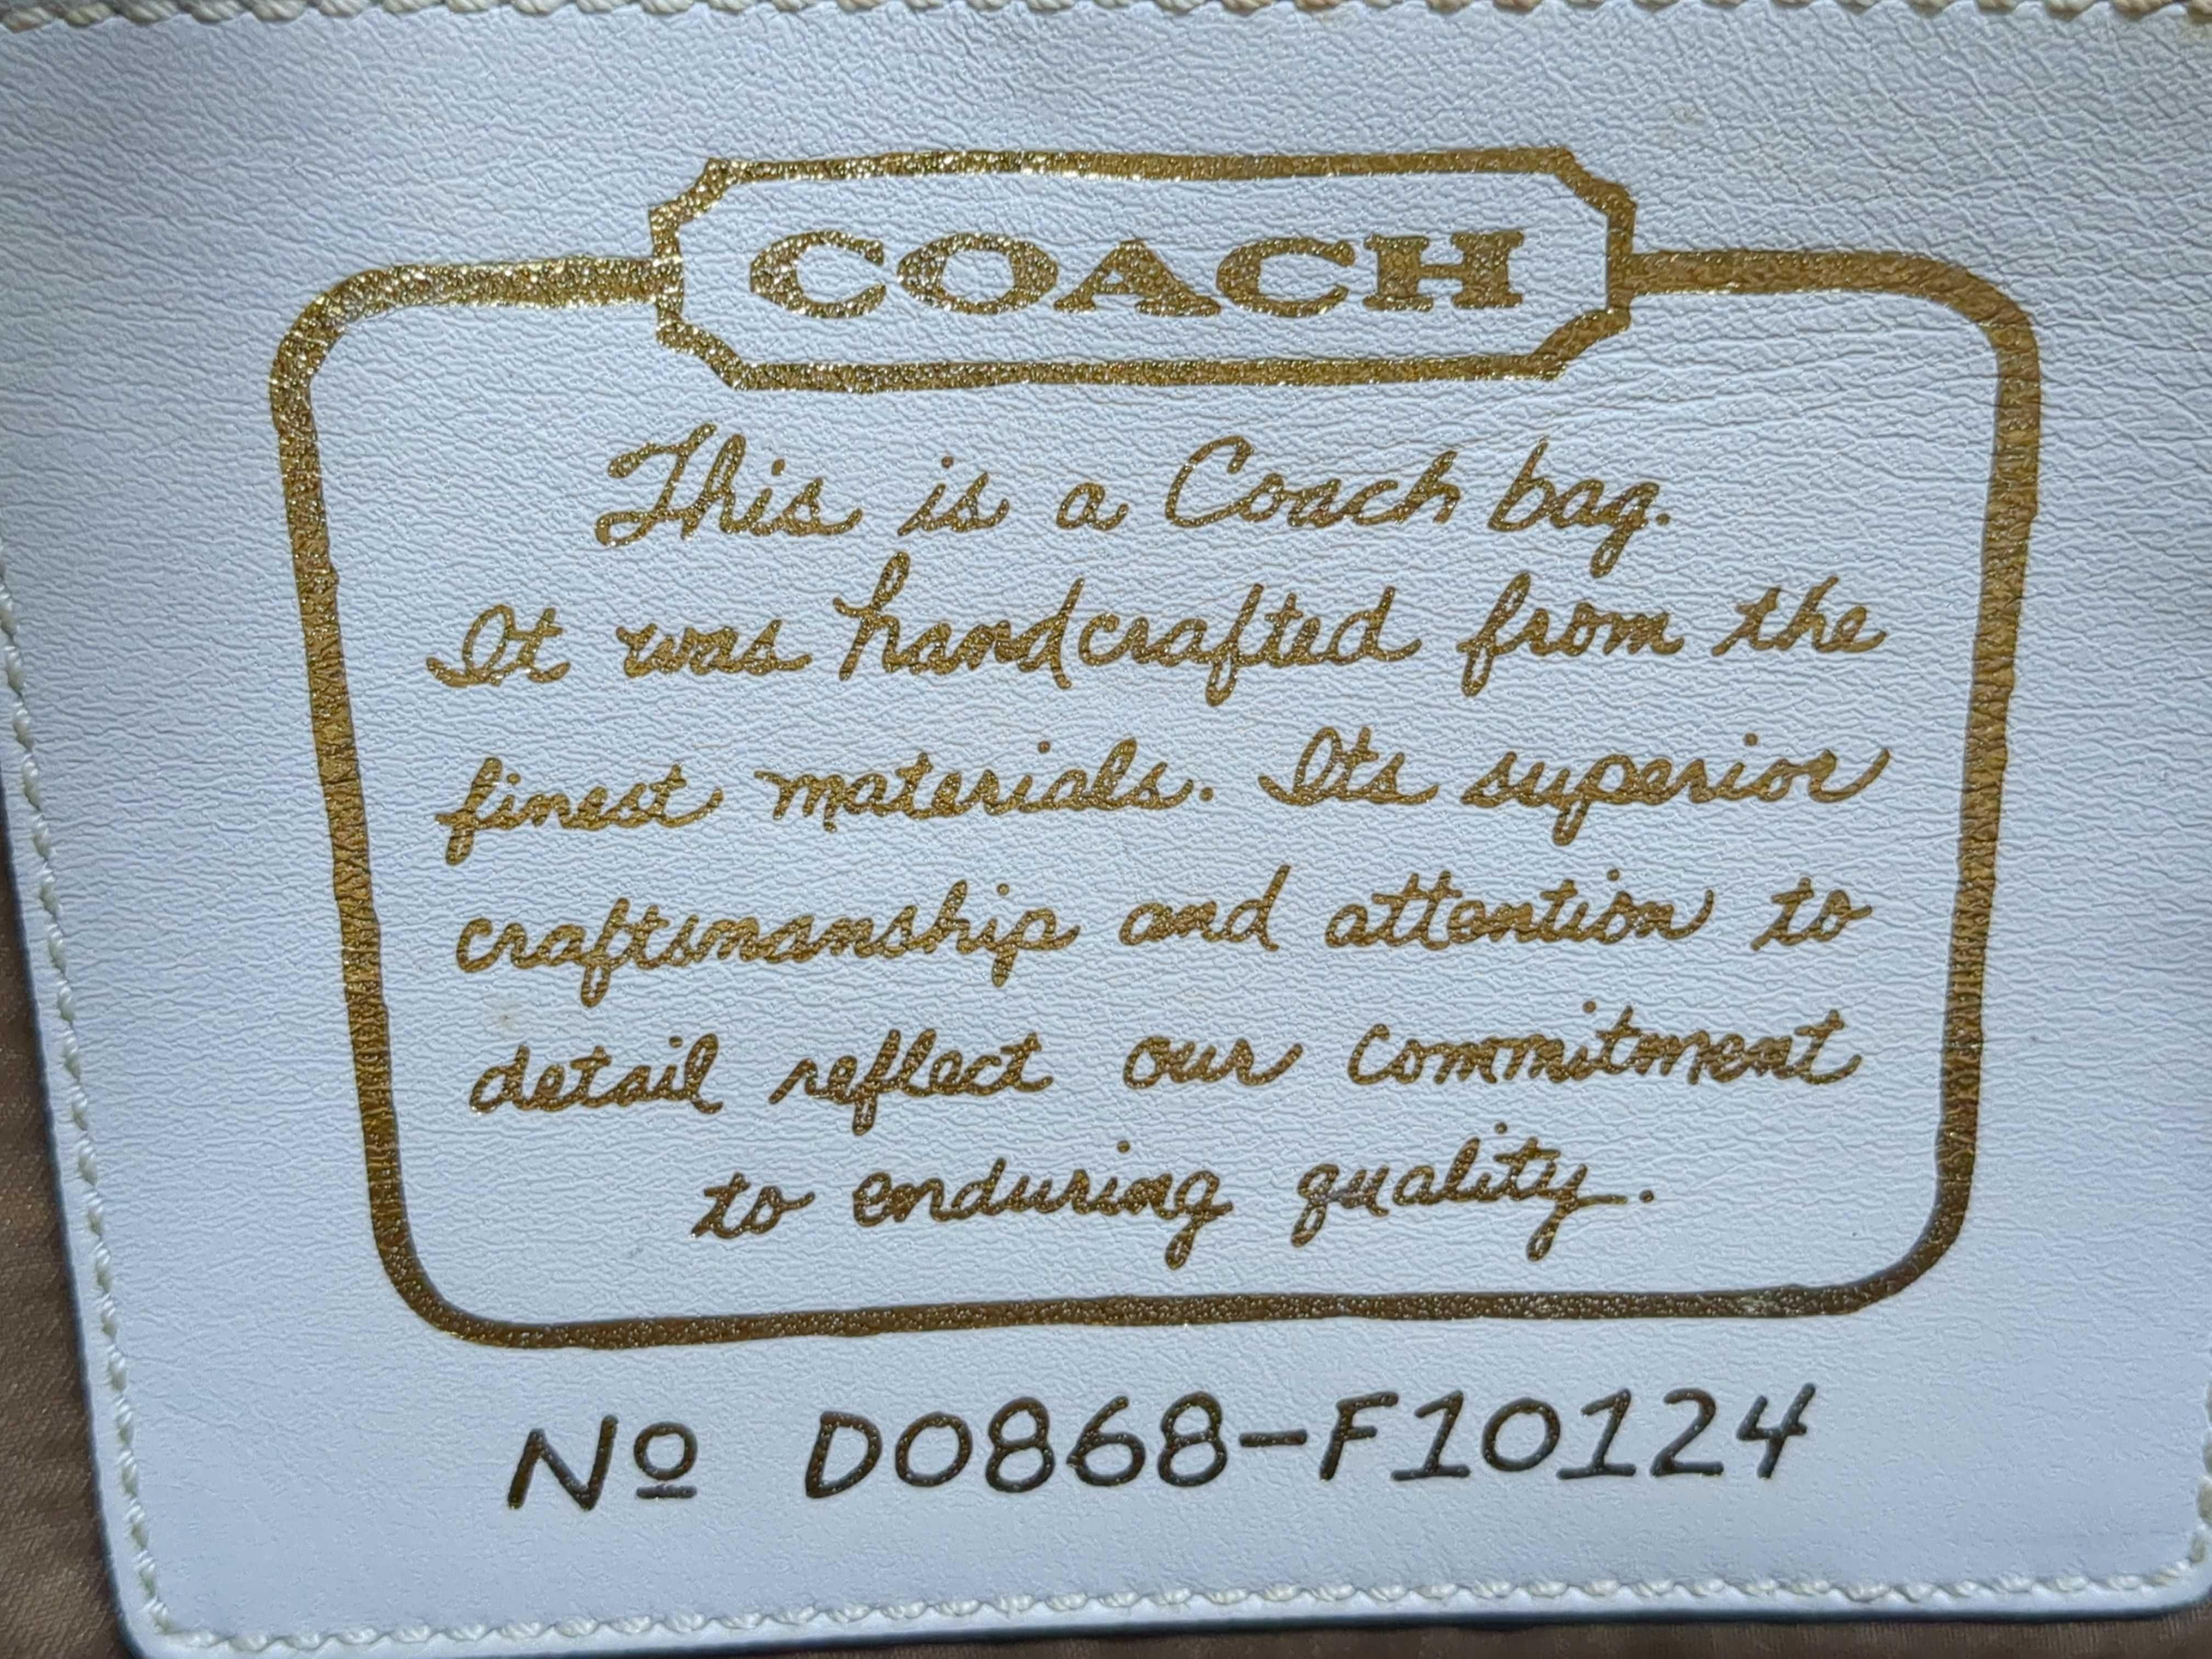 COACH
This is a Coach bag.
It was handcrafted from the
finest materials. Its superior
craftsmanship and attention to
detail reflect our commitment
to enduring quality.
Nº D0868-F10124